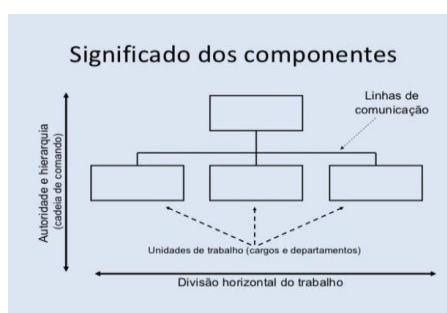 Significado dos componentes
Linhas de
comunicação
Autoridade e hierarquia
(cadeia de comando)
Unidades de trabalho (cargos e departamentos)
Divisão horizontal do trabalho